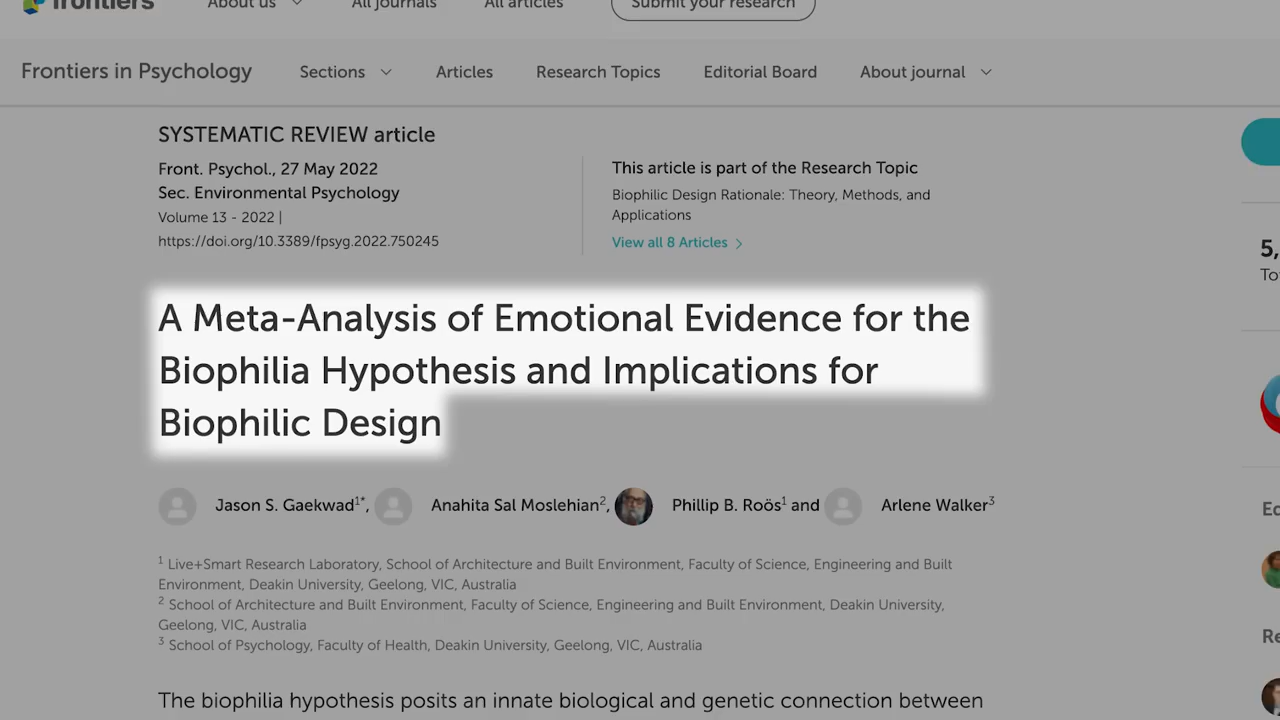 frontiers About us All journals All articles Submit your research
Frontiers in Psychology Sections Articles Research Topics Editorial Board About journal
SYSTEMATIC REVIEW article
Front. Psychol., 27 May 2022
Sec. Environmental Psychology
Volume 13 - 2022 |
https://doi.org/10.3389/fpsyg.2022.750245
This article is part of the Research Topic
Biophilic Design Rationale: Theory, Methods, and
Applications
View all 8 Articles
A Meta-Analysis of Emotional Evidence for the
Biophilia Hypothesis and Implications for
Biophilic Design
Jason S. Gaekwad1*, Anahita Sal Moslehian2, Phillip B. Roös1 and Arlene Walker3
1 Live+Smart Research Laboratory, School of Architecture and Built Environment, Faculty of Science, Engineering and Built
Environment, Deakin University, Geelong, VIC, Australia
2 School of Architecture and Built Environment, Faculty of Science, Engineering and Built Environment, Deakin University,
Geelong, VIC, Australia
3 School of Psychology, Faculty of Health, Deakin University, Geelong, VIC, Australia
The biophilia hypothesis posits an innate biological and genetic connection between
5,